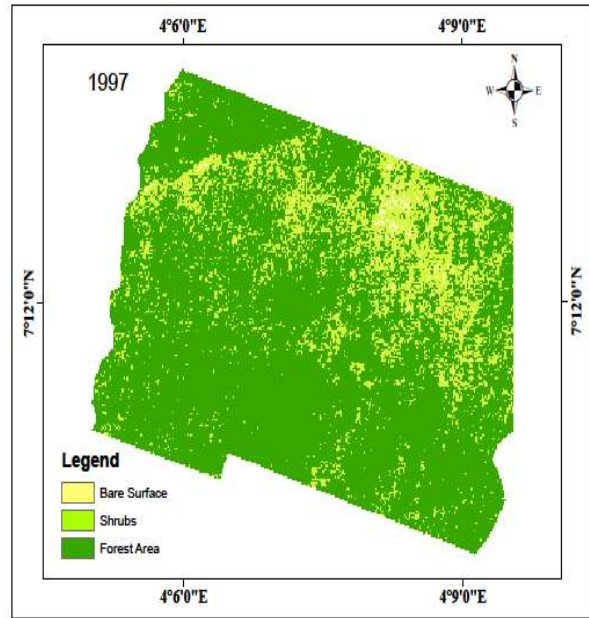 4°6'0"E 4°9'0"E
1997
N
W E
S
7°12'0"N 7°12'0"N
Legend
Bare Surface
Shrubs
Forest Area
4°6'0"E 4°9'0"E